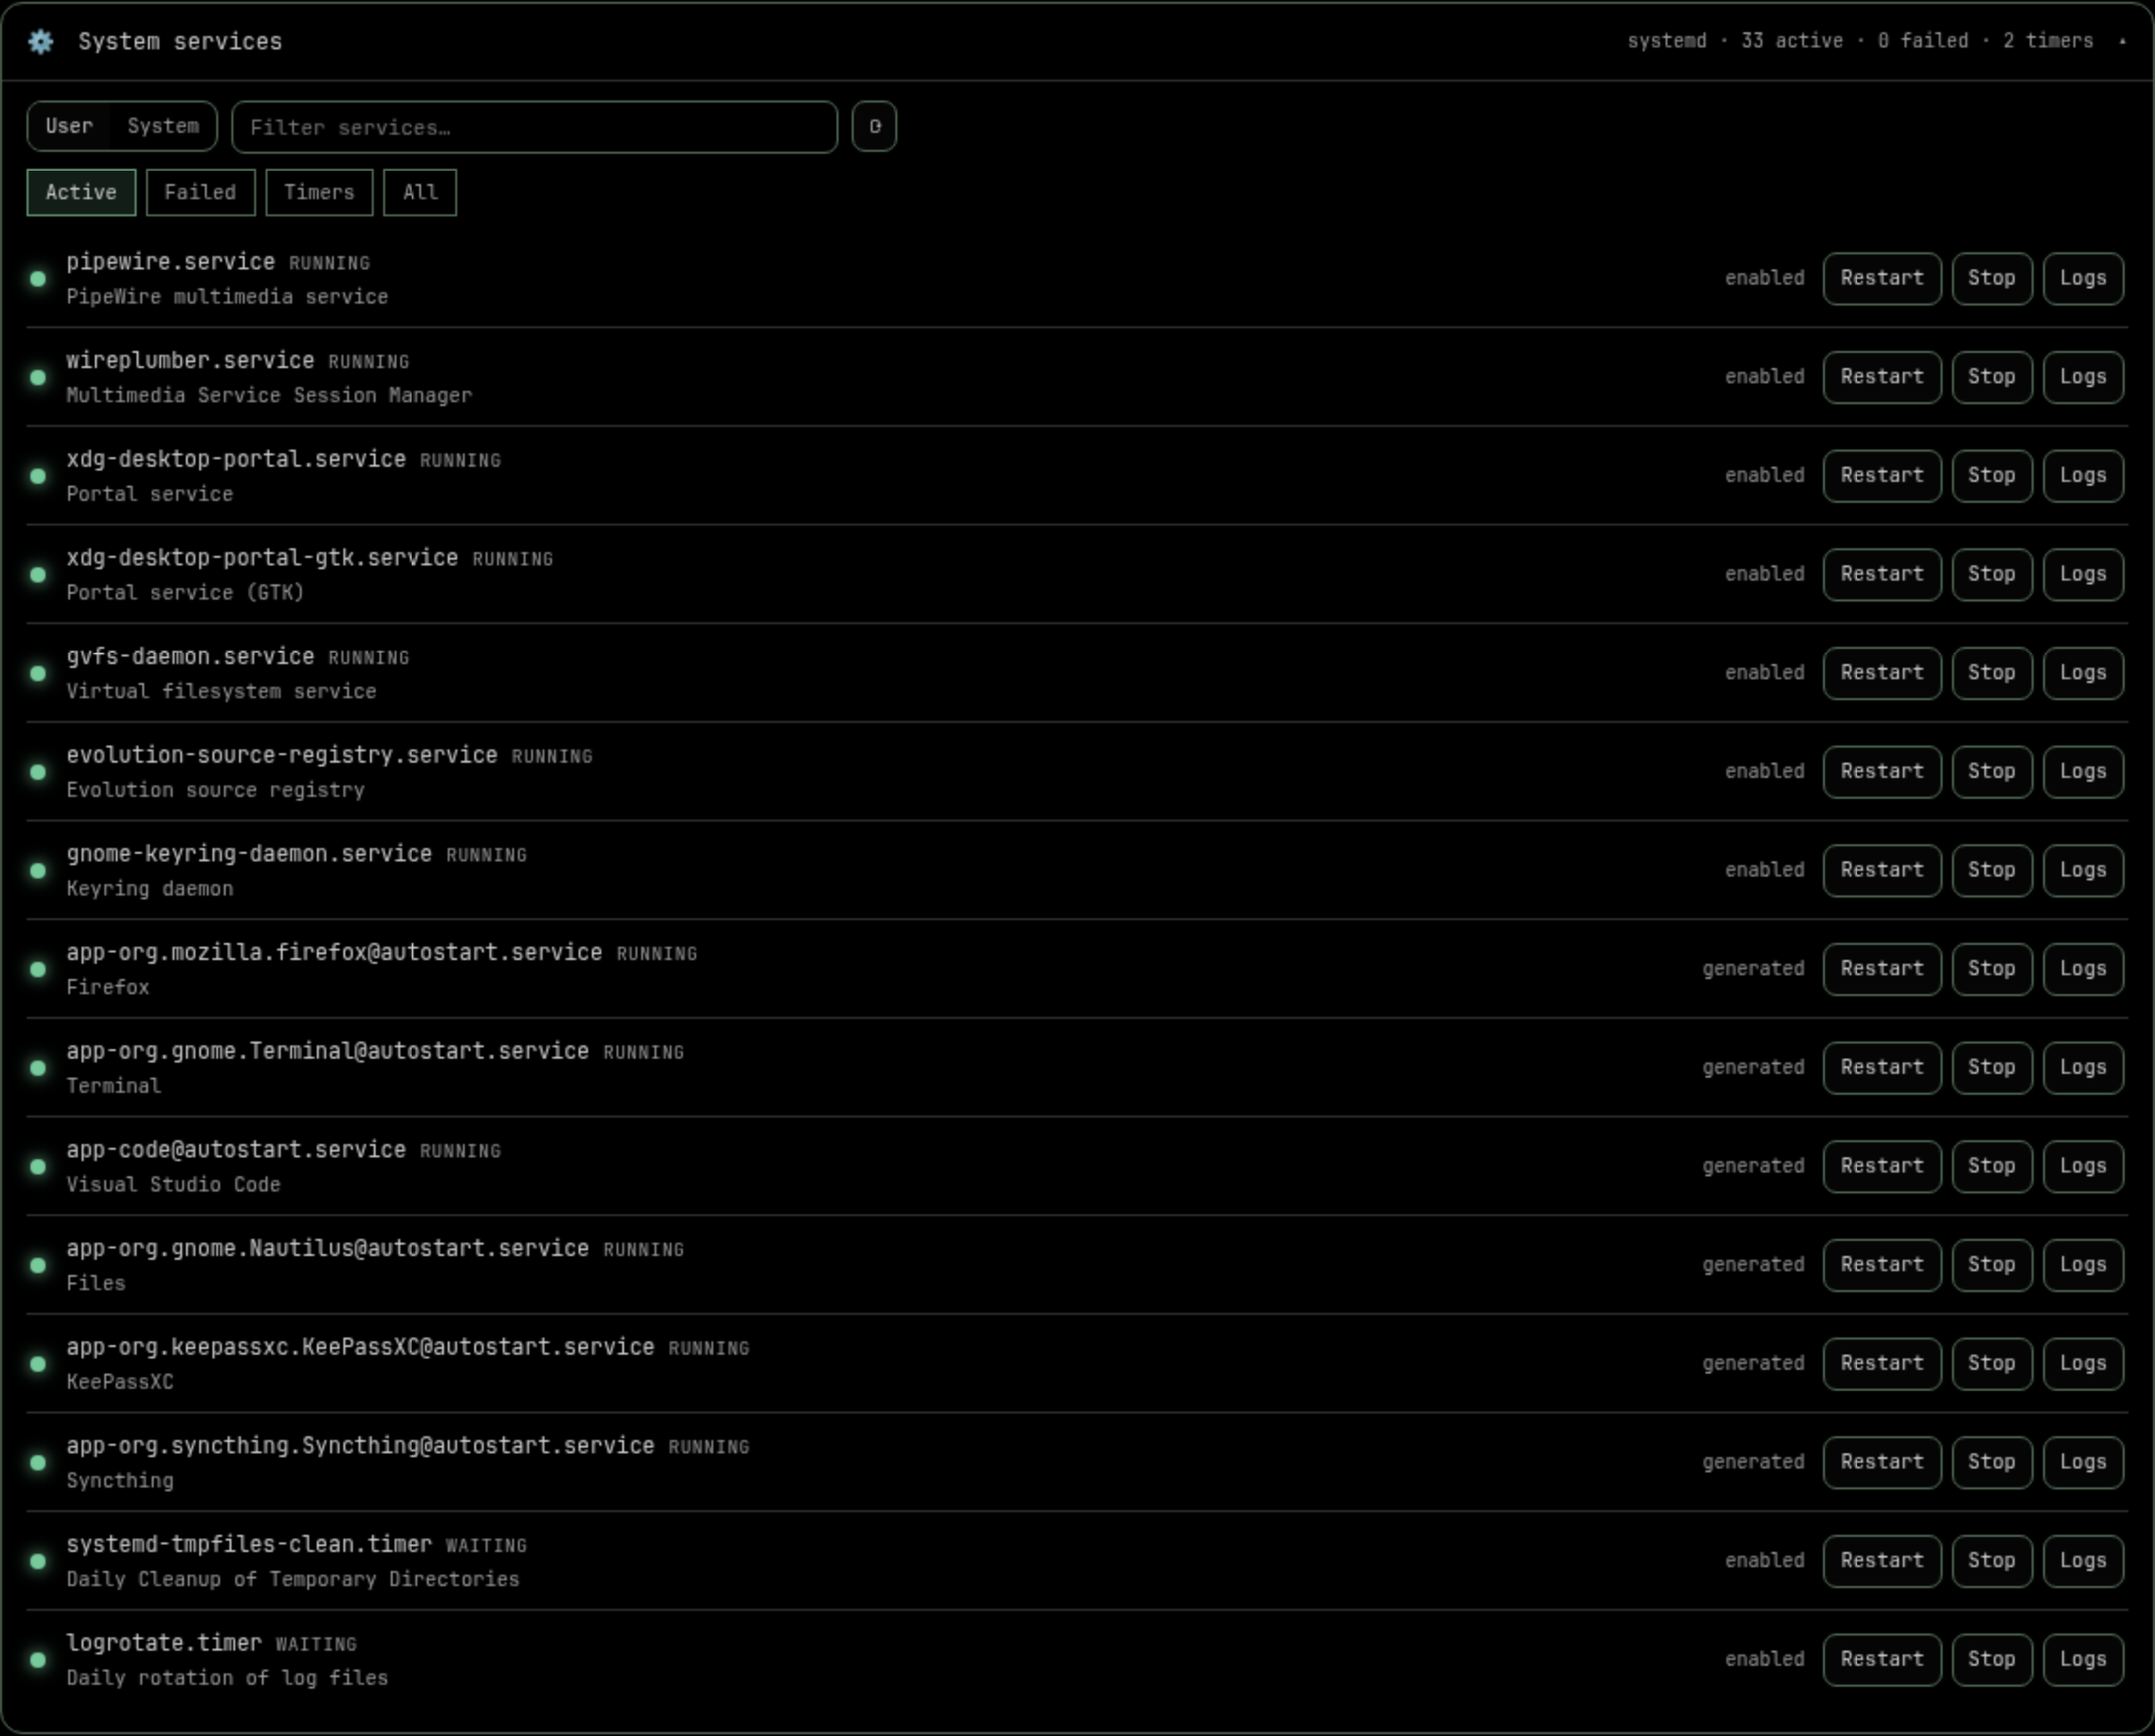 System services
systemd · 33 active · 0 failed · 2 timers
User System Filter services…
Active Failed Timers All
pipewire.service RUNNING
PipeWire multimedia service
enabled Restart Stop Logs
wireplumber.service RUNNING
Multimedia Service Session Manager
enabled Restart Stop Logs
xdg-desktop-portal.service RUNNING
Portal service
enabled Restart Stop Logs
xdg-desktop-portal-gtk.service RUNNING
Portal service (GTK)
enabled Restart Stop Logs
gvfs-daemon.service RUNNING
Virtual filesystem service
enabled Restart Stop Logs
evolution-source-registry.service RUNNING
Evolution source registry
enabled Restart Stop Logs
gnome-keyring-daemon.service RUNNING
Keyring daemon
enabled Restart Stop Logs
app-org.mozilla.firefox@autostart.service RUNNING
Firefox
generated Restart Stop Logs
app-org.gnome.Terminal@autostart.service RUNNING
Terminal
generated Restart Stop Logs
app-code@autostart.service RUNNING
Visual Studio Code
generated Restart Stop Logs
app-org.gnome.Nautilus@autostart.service RUNNING
Files
generated Restart Stop Logs
app-org.keepassxc.KeePassXC@autostart.service RUNNING
KeePassXC
generated Restart Stop Logs
app-org.syncthing.Syncthing@autostart.service RUNNING
Syncthing
generated Restart Stop Logs
systemd-tmpfiles-clean.timer WAITING
Daily Cleanup of Temporary Directories
enabled Restart Stop Logs
logrotate.timer WAITING
Daily rotation of log files
enabled Restart Stop Logs